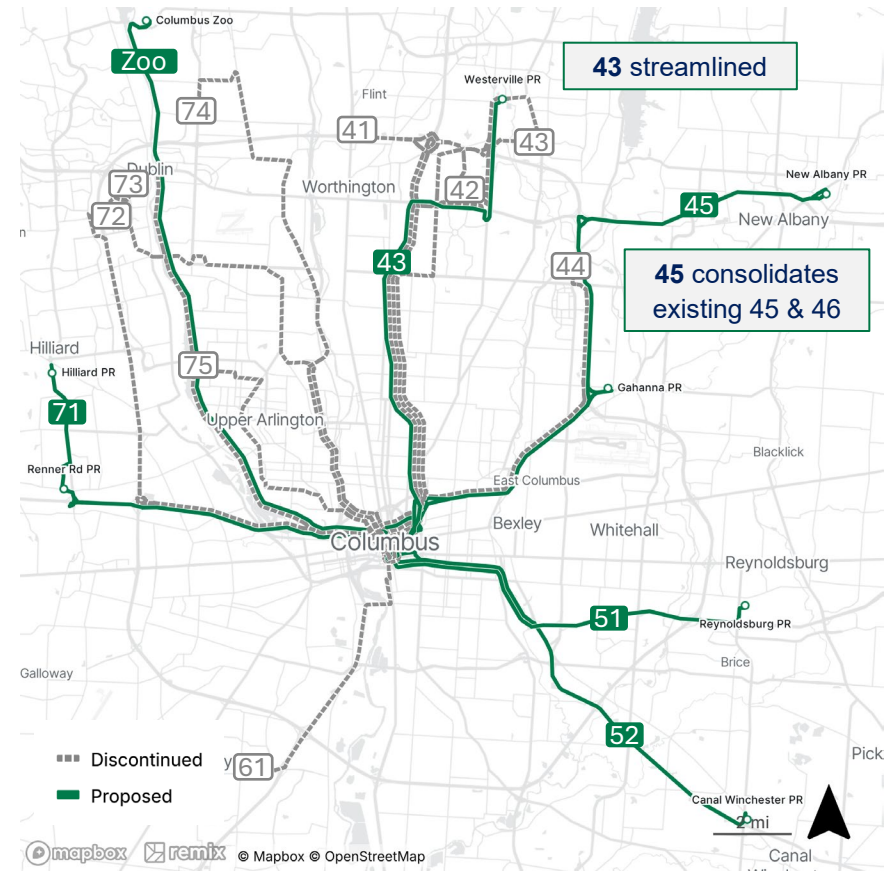 Columbus Zoo
Zoo
43 streamlined
Westerville PR
Flint
74
41
43
Dublin
73
Worthington
42
New Albany PR
45
New Albany
72
43
44
45 consolidates
existing 45 & 46
Hilliard
75
Hilliard PR
Gahanna PR
71
Upper Arlington
Blacklick
Renner Rd PR
East Columbus
Bexley
Whitehall
Columbus
Reynoldsburg
51
Reynoldsburg PR
Brice
Galloway
52
Discontinued
y
61
Pick
Proposed
Canal Winchester PR
2 mi
mapbox
remix
© Mapbox © OpenStreetMap
Canal